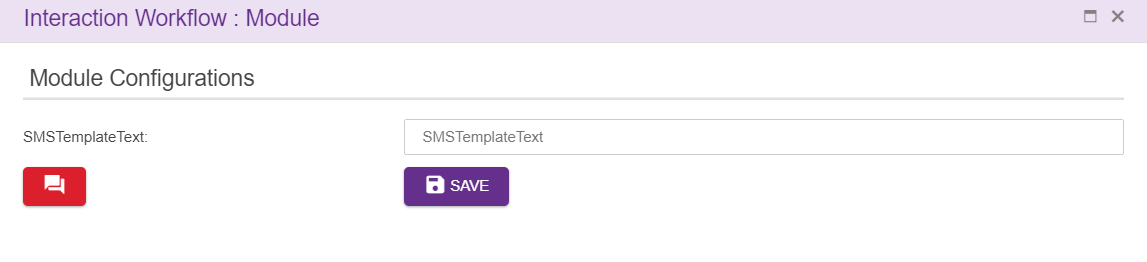 Interaction Workflow : Module
Module Configurations
SMSTemplateText:
SMSTemplateText
SAVE